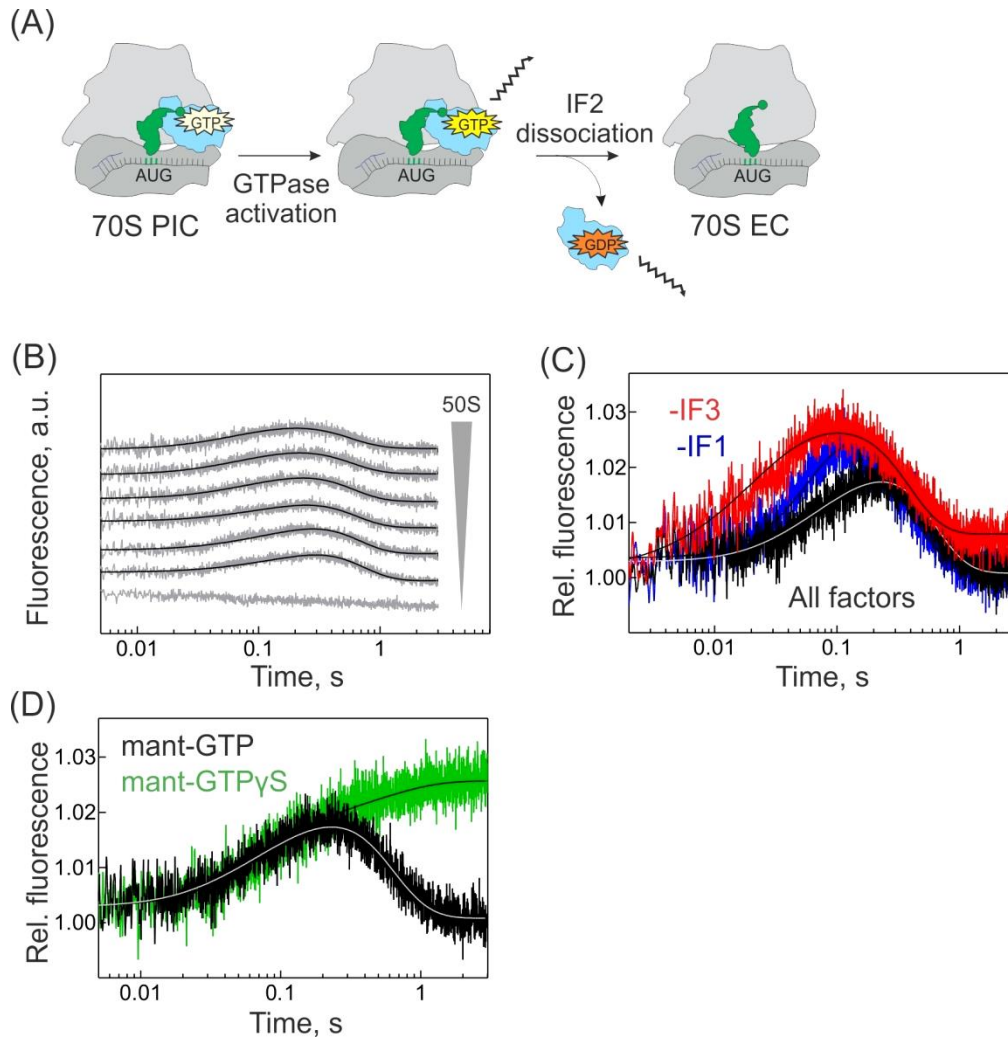 (A)
GTP
AUG
70S PIC
GTPase
activation
GTP
AUG
IF2
dissociation
GDP
AUG
70S EC
(B)
Fluorescence, a.u.
50S
0.01
0.1
1
Time, s
(C)
Rel. fluorescence
1.03
1.02
1.01
1.00
-IF3
-IF1
All factors
0.01
0.1
1
Time, s
(D)
Rel. fluorescence
1.03
1.02
1.00
mant-GTP
mant-GTPγS
0.01
0.1
1
Time, s